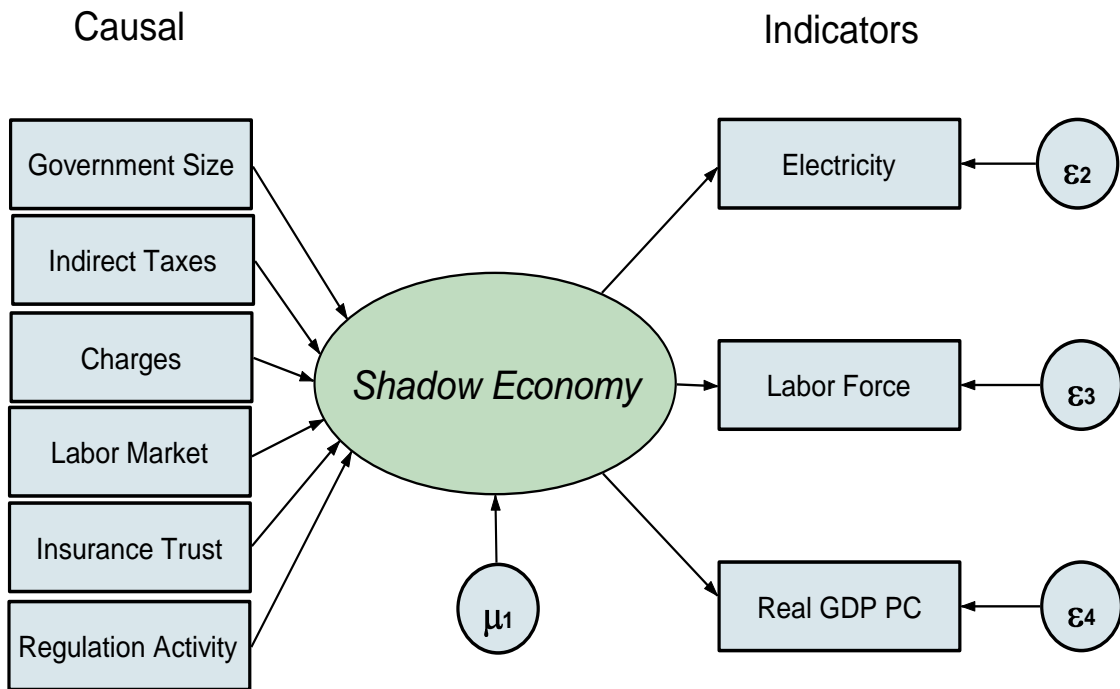 Causal
Indicators
Government Size
Indirect Taxes
Charges
Labor Market
Insurance Trust
Regulation Activity
Shadow Economy
μ1
Electricity
ε2
Labor Force
ε3
Real GDP PC
ε4